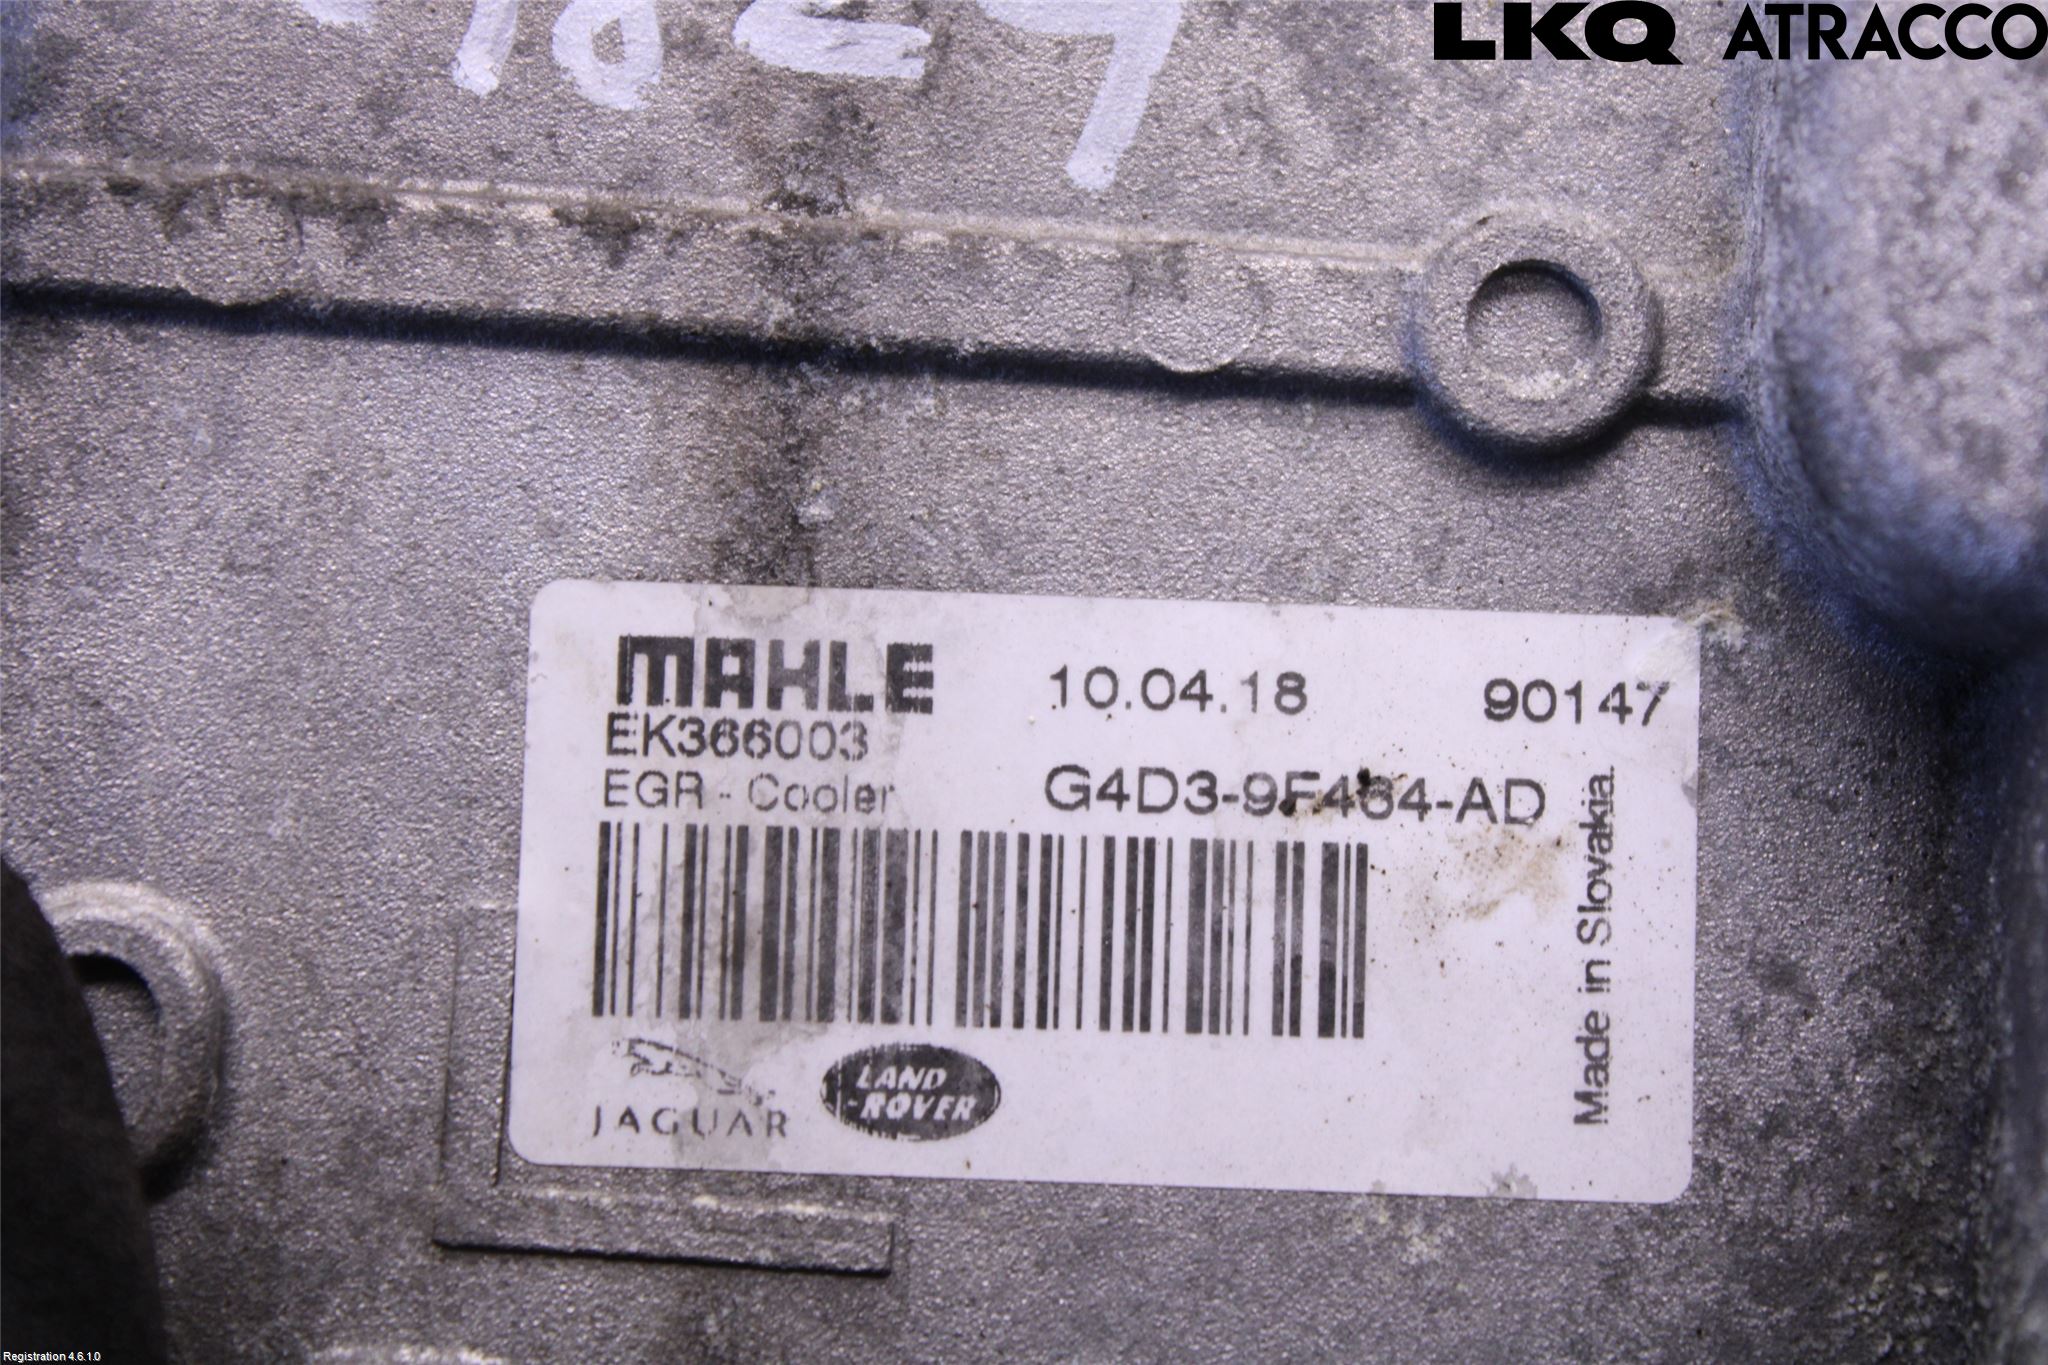 LKQ ATRACCO
MAHLE 10.04.18 90147
EK366003
EGR - Cooler G4D3-9F464-AD
Made in Slovakia
JAGUAR LAND
-ROVER
Registration 4.6.1.0